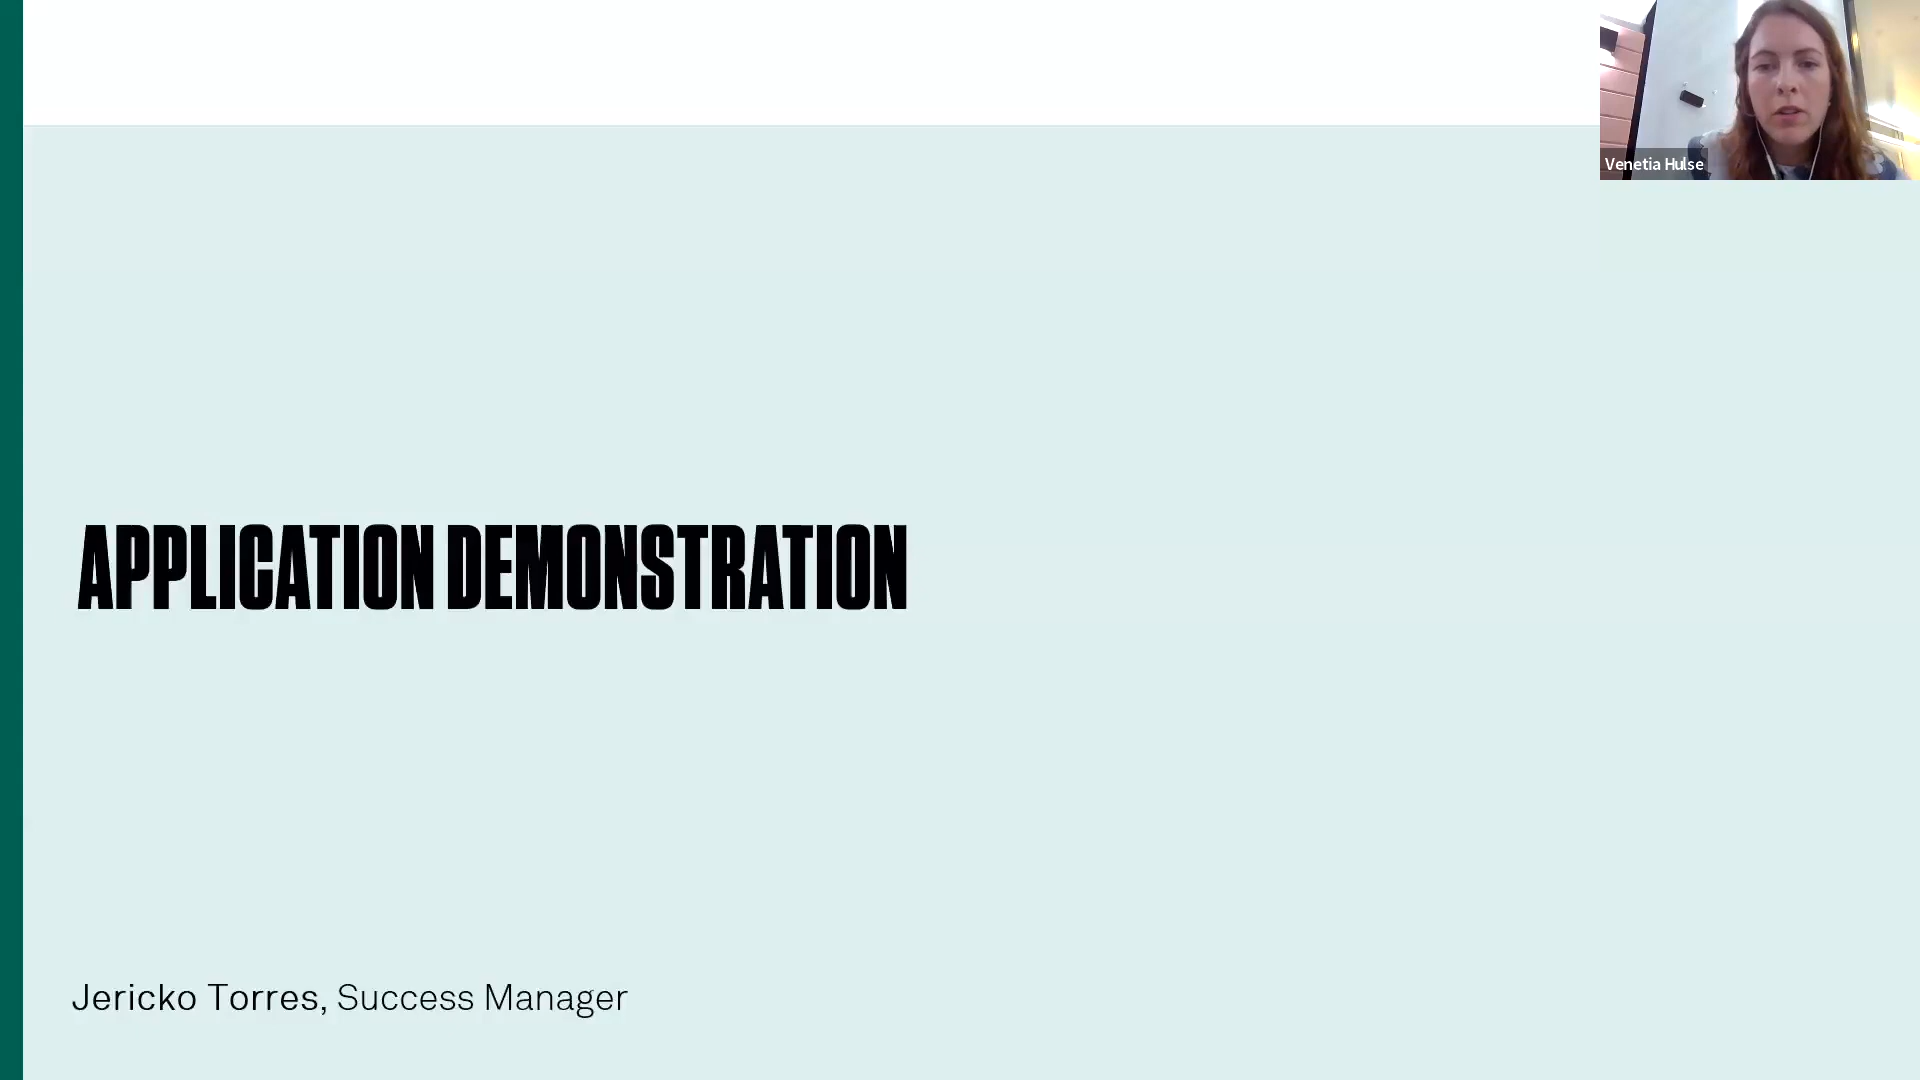 Venetia Hulse
APPLICATION DEMONSTRATION
Jericko Torres, Success Manager